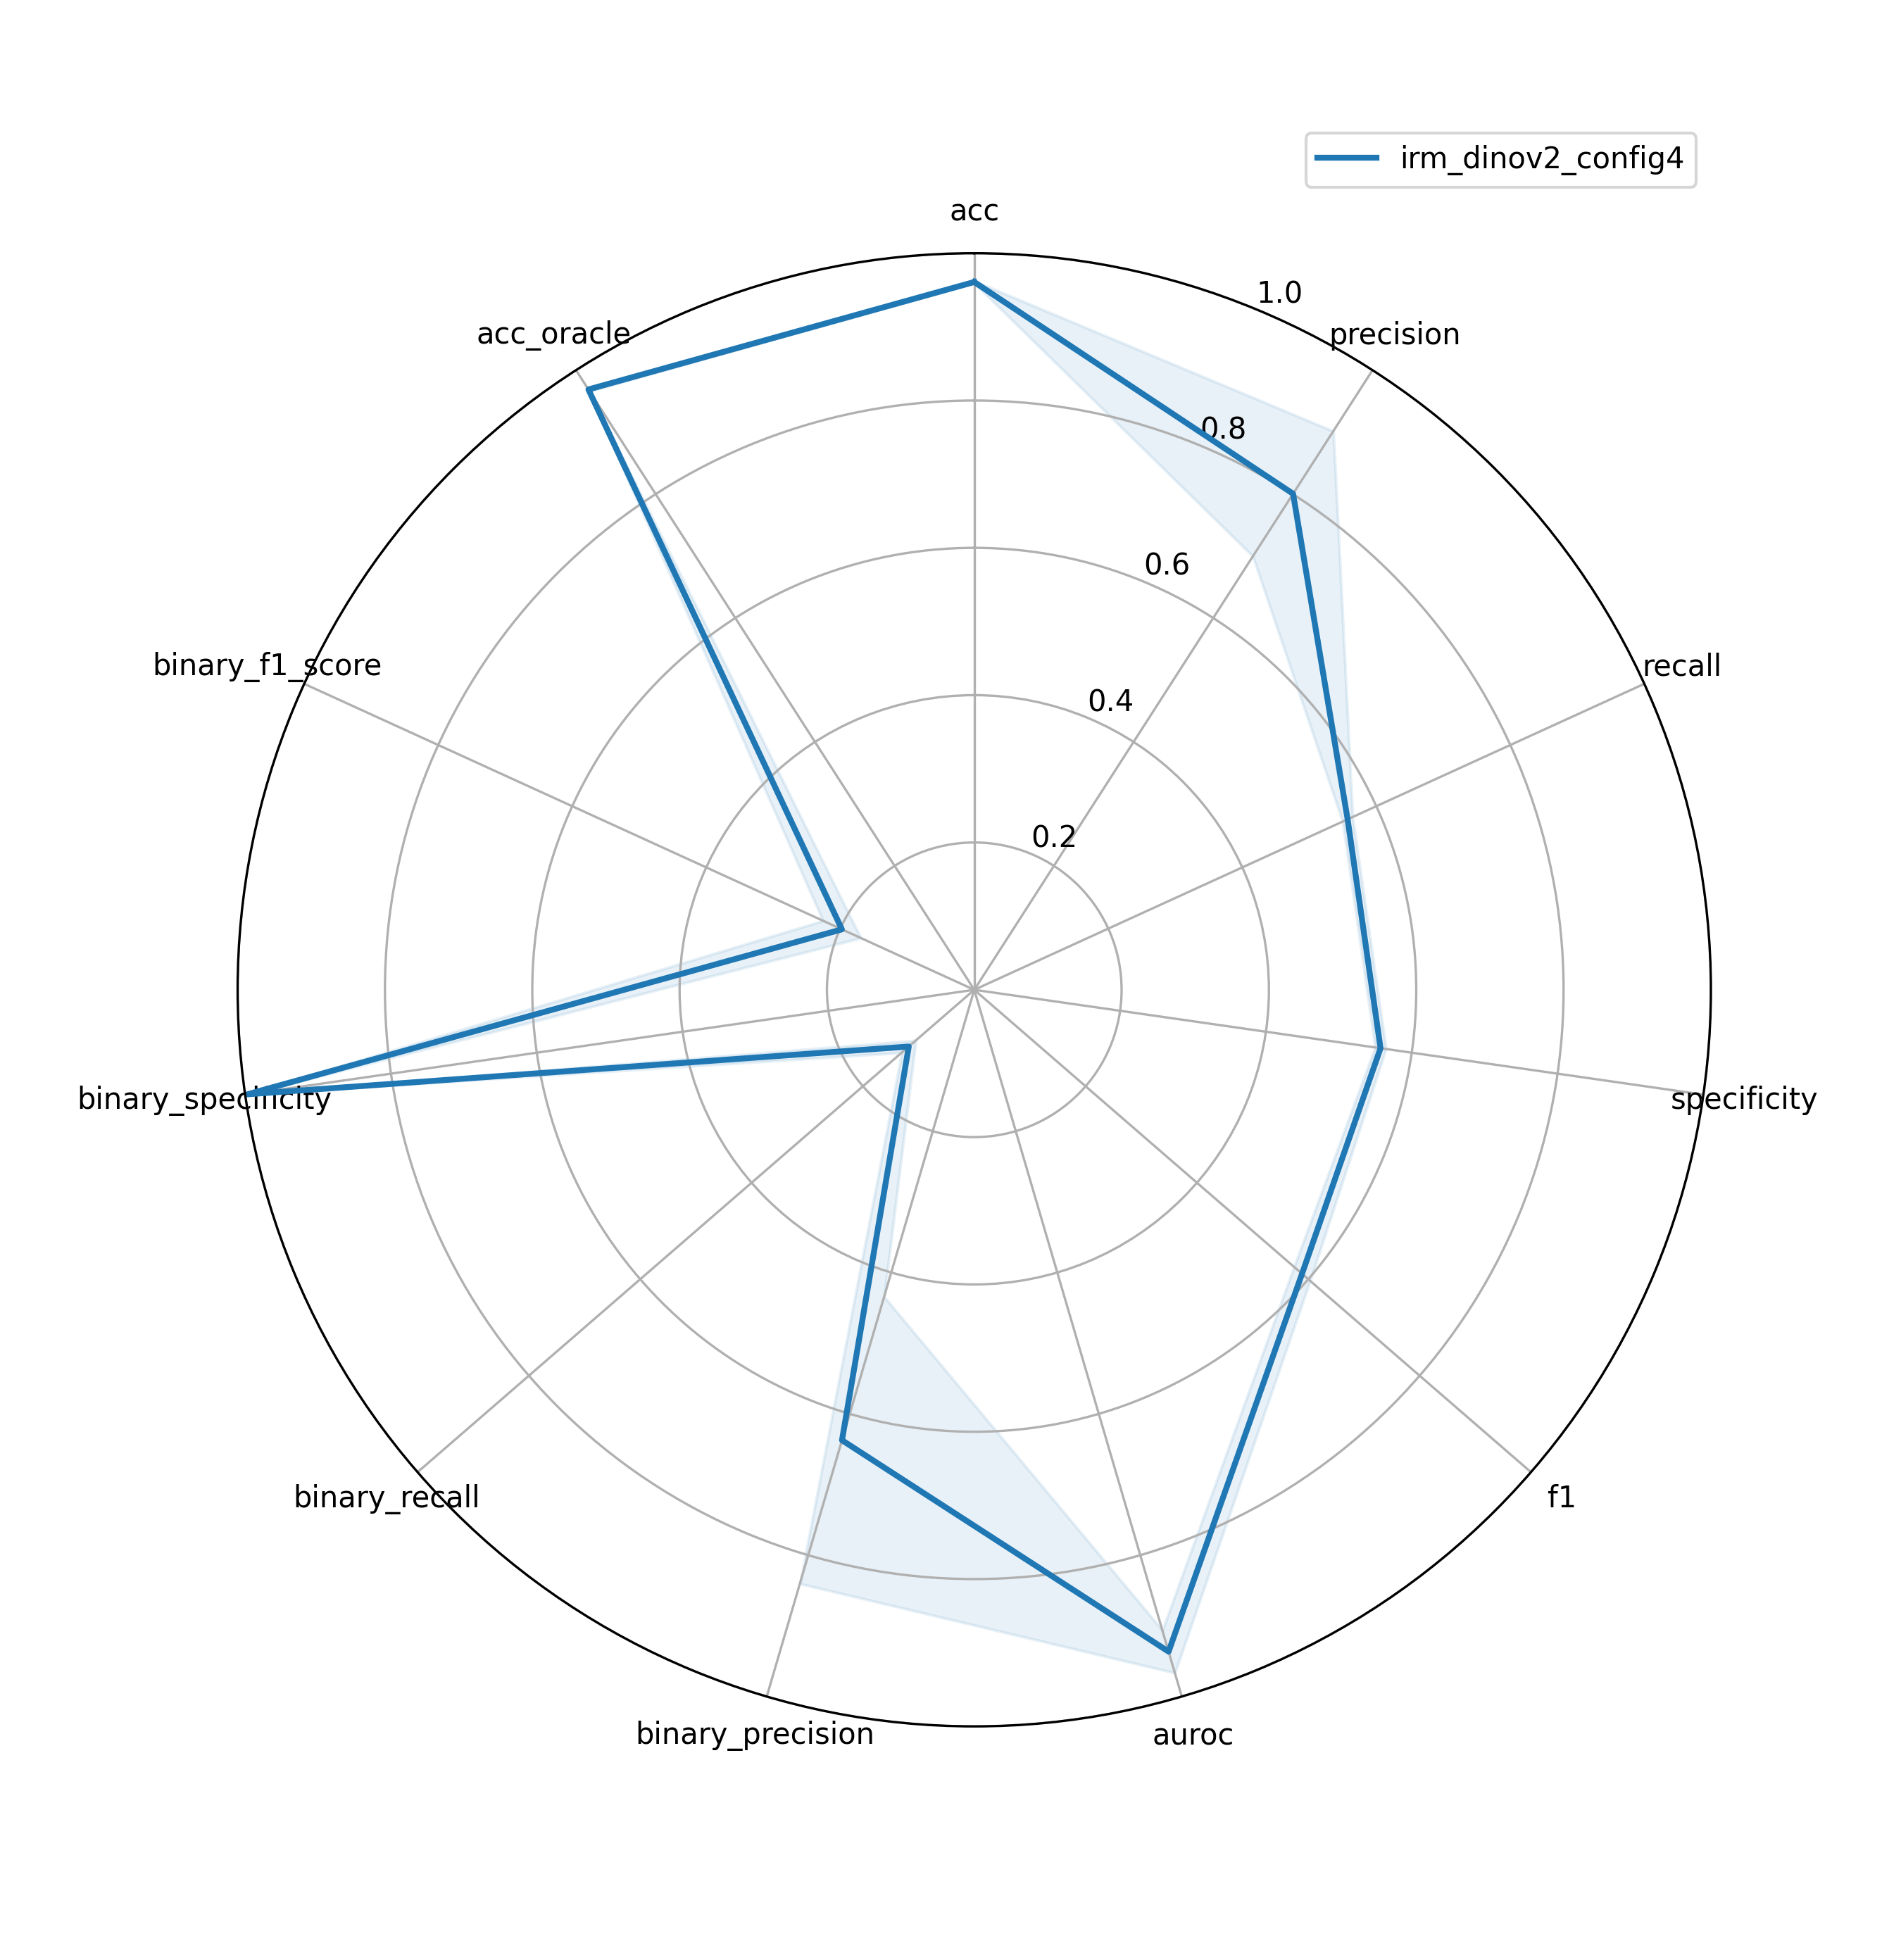 irm_dinov2_config4
acc
1.0
acc_oracle
precision
0.8
0.6
binary_f1_score
recall
0.4
0.2
binary_specificity
specificity
binary_recall
f1
binary_precision
auroc